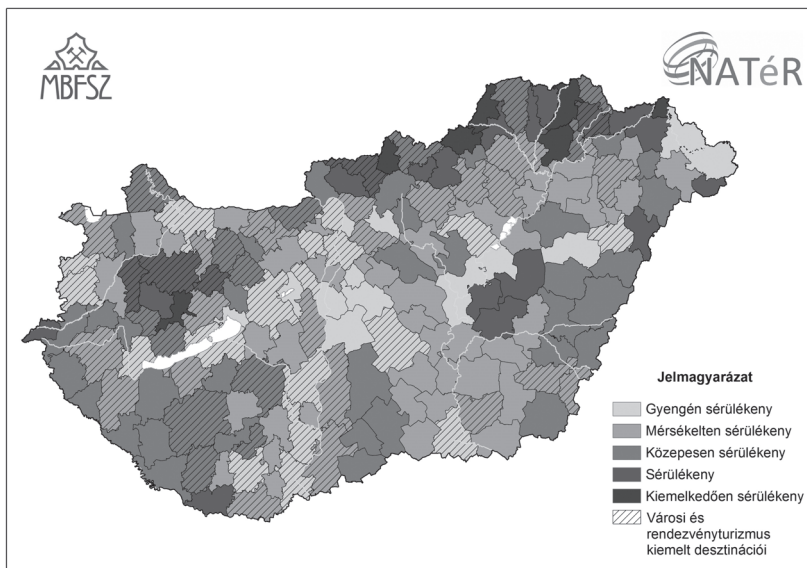 MBFSZ
NATéR
Jelmagyarázat
Gyengén sérülékeny
Mérsékelten sérülékeny
Közepesen sérülékeny
Sérülékeny
Kiemelkedően sérülékeny
Városi és
rendezvényturizmus
kiemelt desztinációi